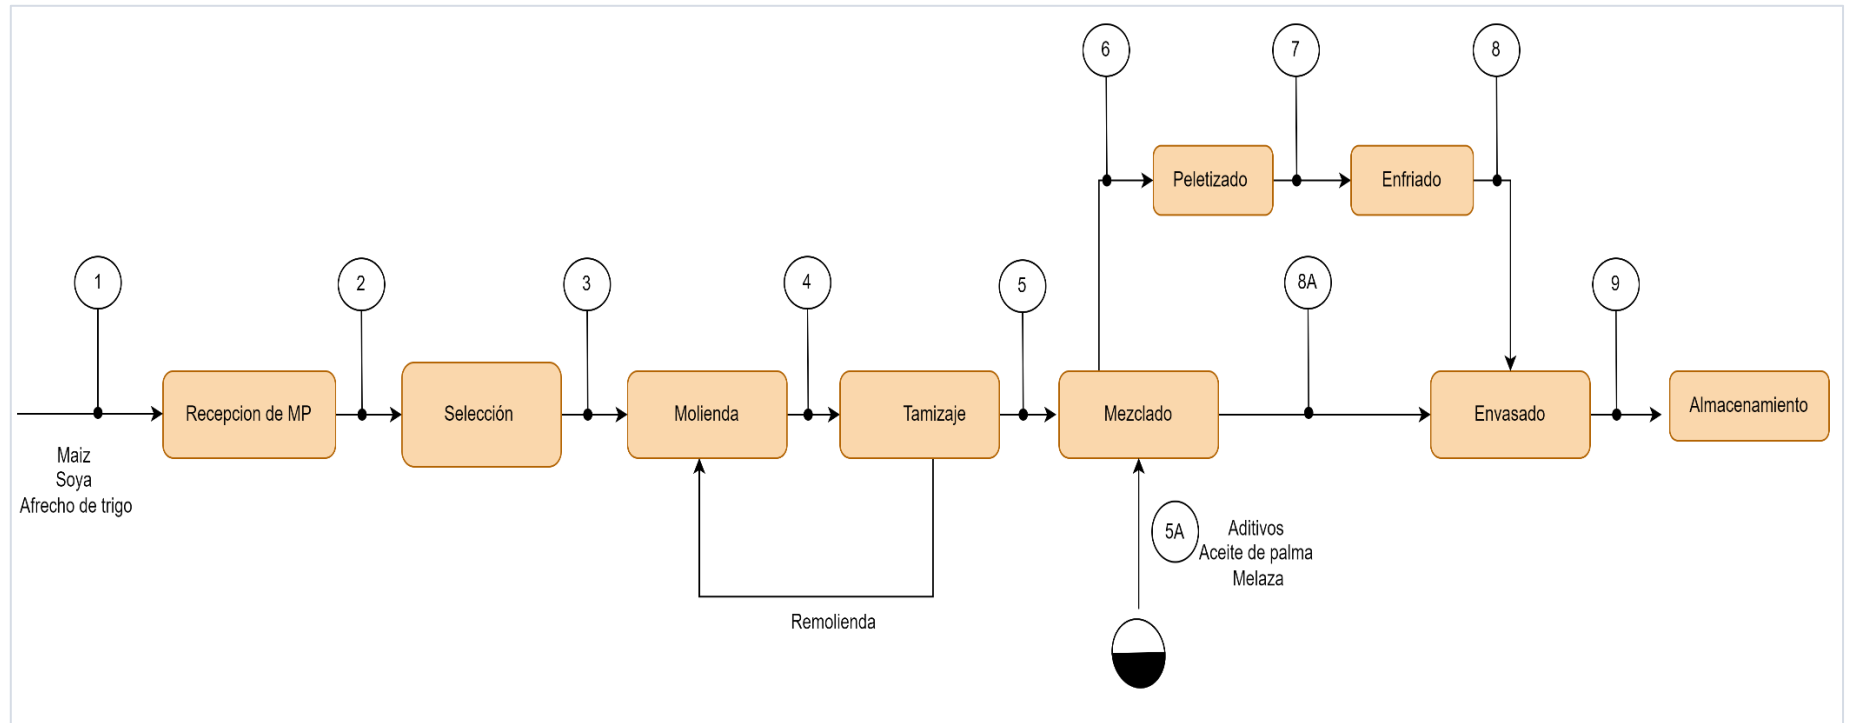 6
7
8
Peletizado
Enfriado
1
2
3
4
5
8A
9
Recepcion de MP
Selección
Molienda
Tamizaje
Mezclado
Envasado
Almacenamiento
Maiz
Soya
Afrecho de trigo
5A
Aditivos
Aceite de palma
Melaza
Remolienda